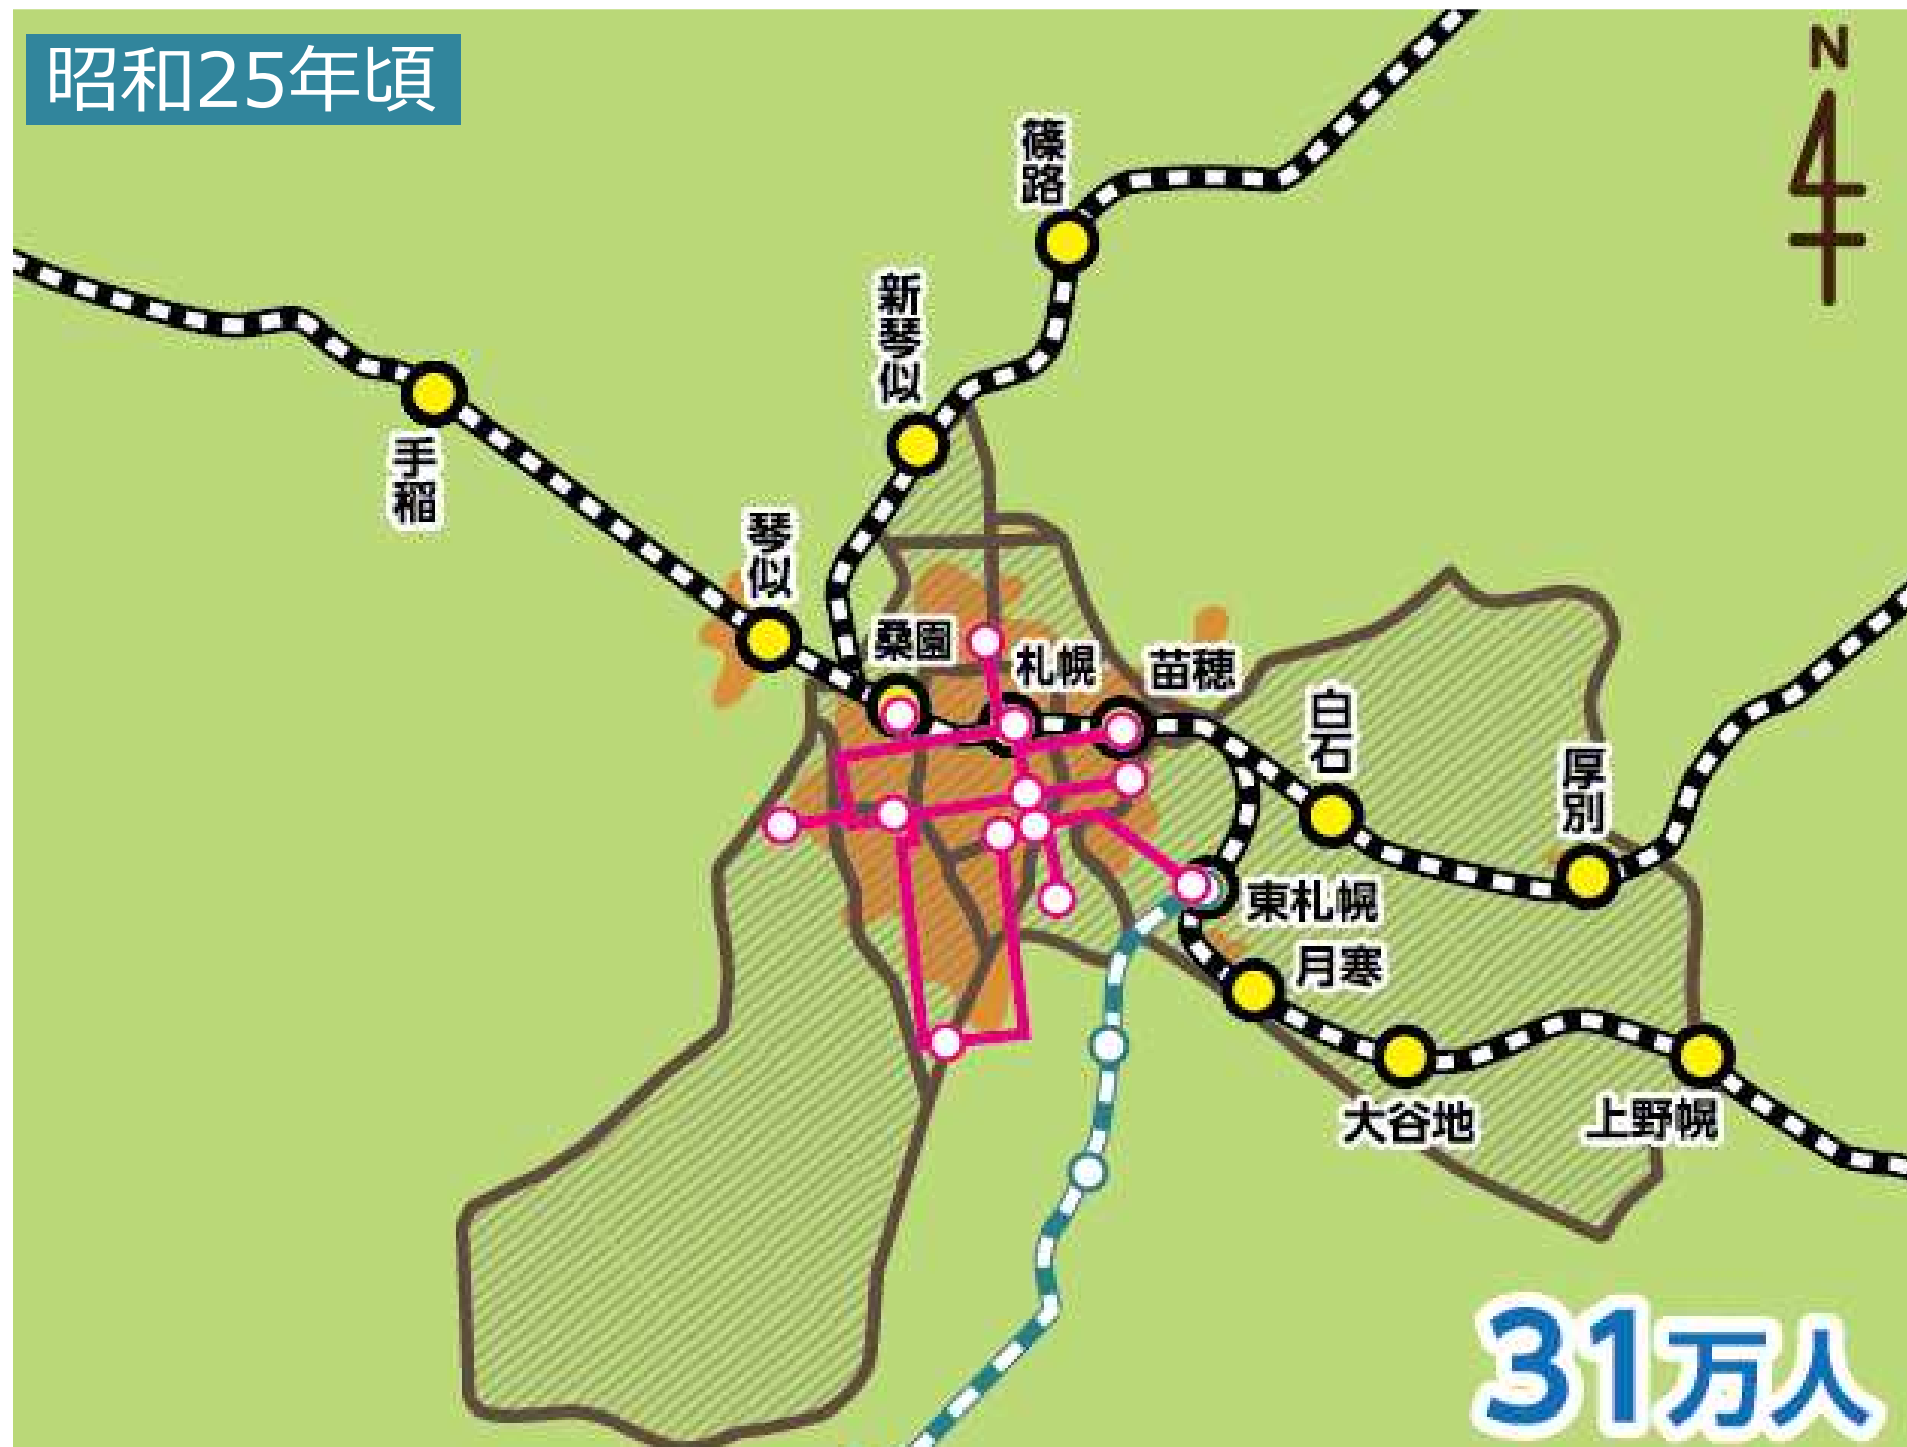 昭和25年頃
N
篠路
新琴似
手稲
琴似
桑園
札幌
苗穂
白石
厚別
東札幌
月寒
大谷地
上野幌
31万人